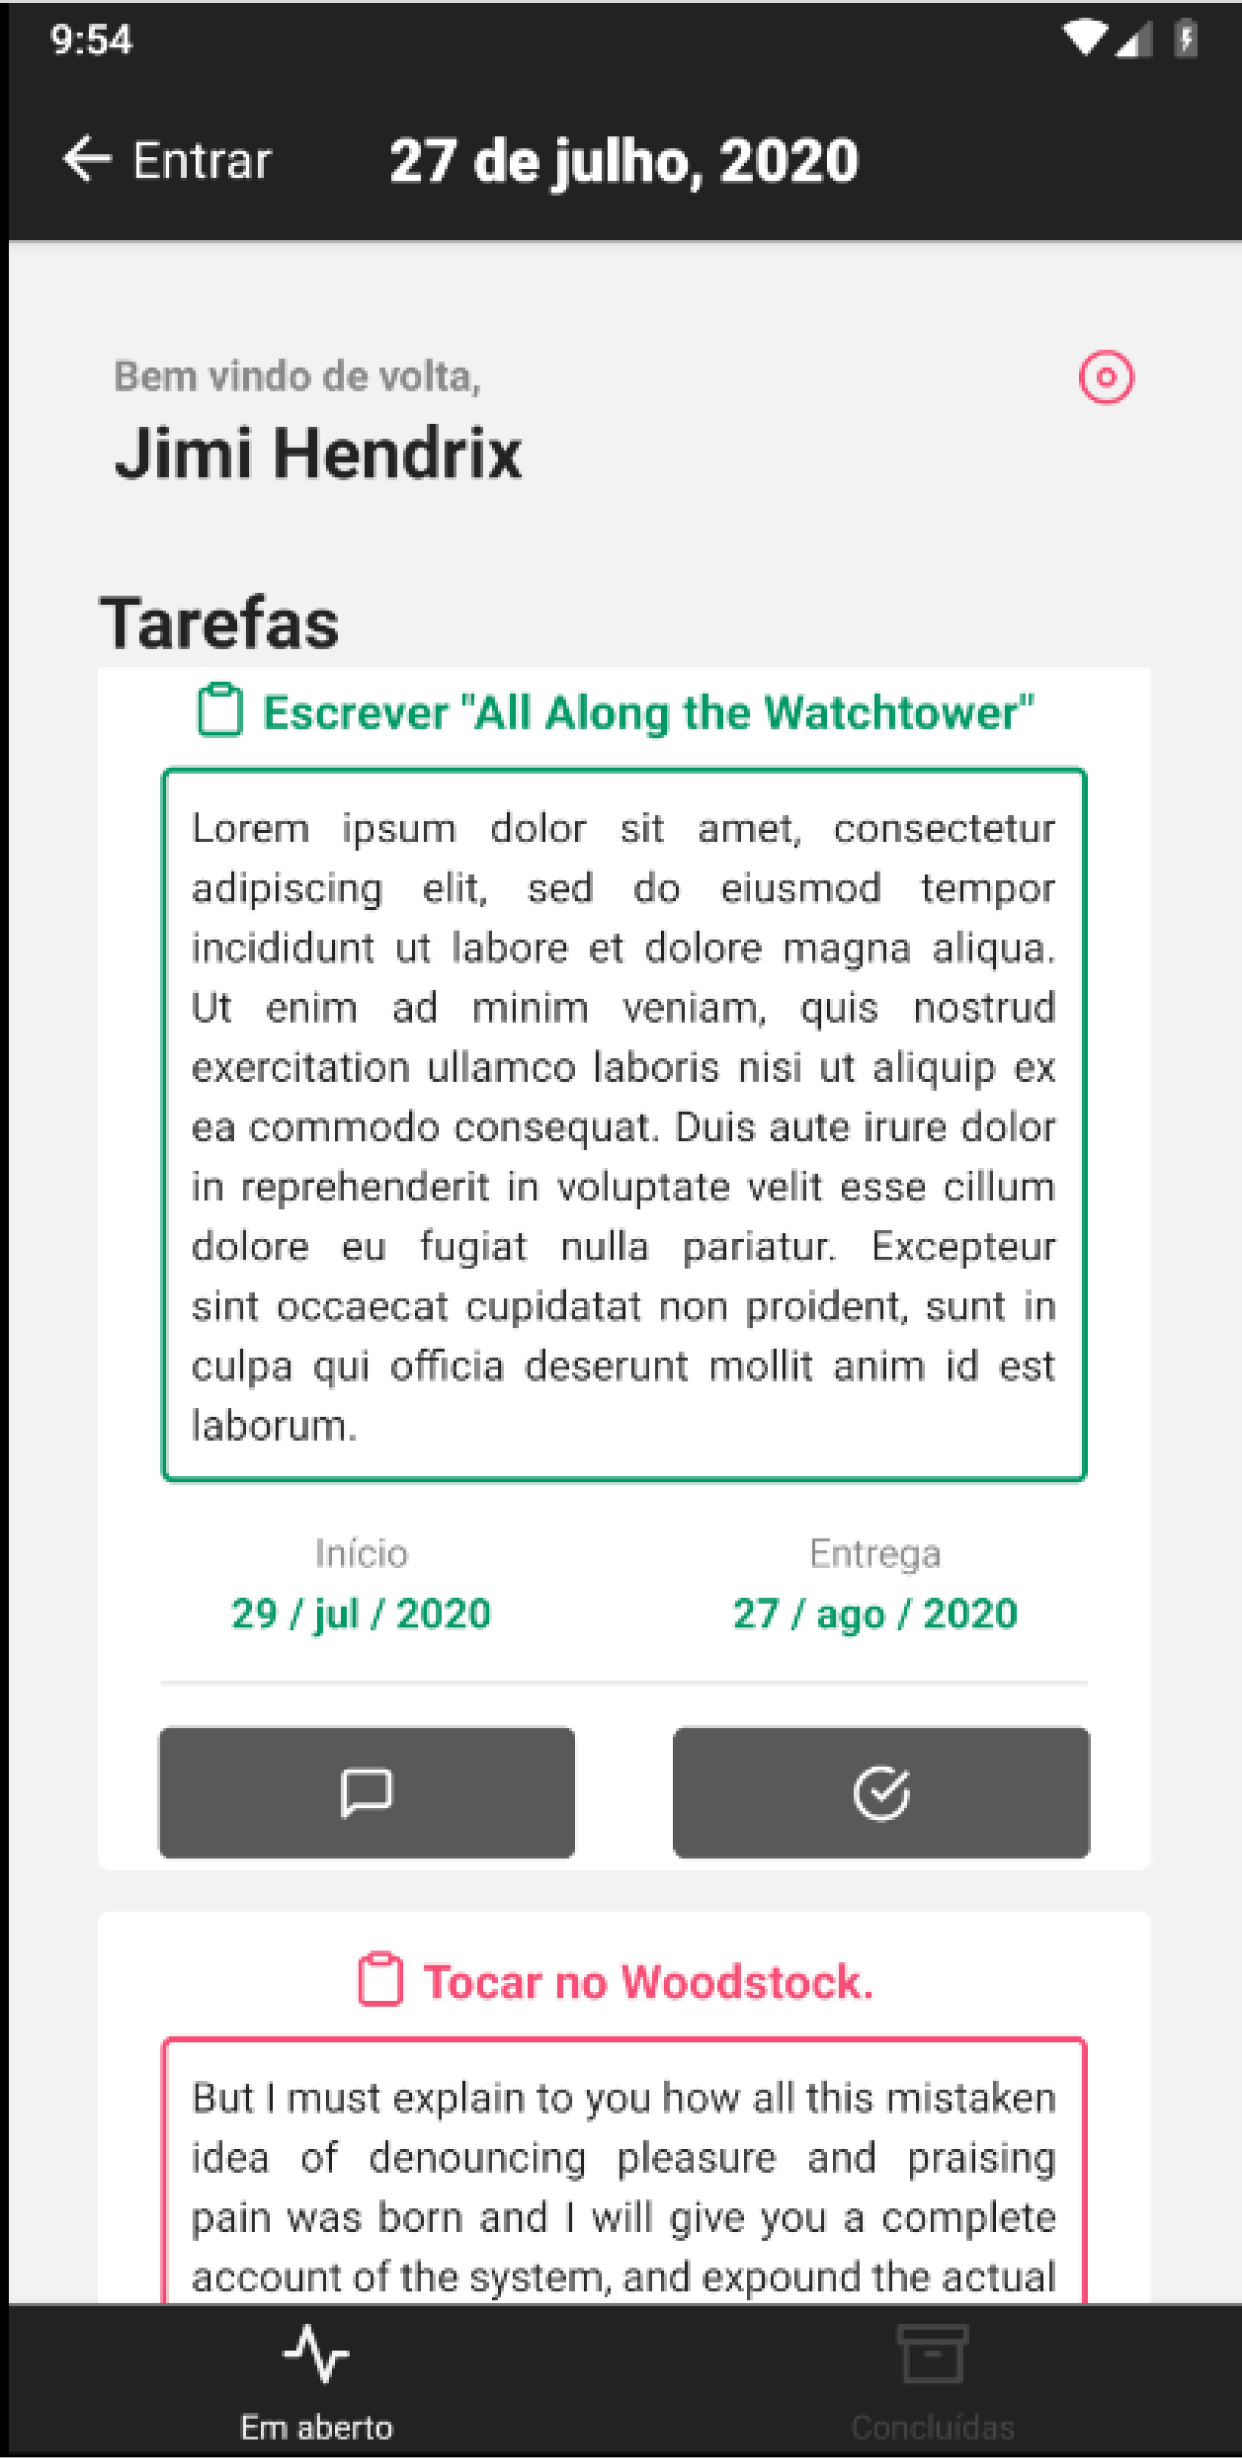 9:54
Entrar
27 de julho, 2020
Bem vindo de volta,
Jimi Hendrix
Tarefas
Escrever "All Along the Watchtower"
Lorem ipsum dolor sit amet, consectetur
adipiscing elit, sed do eiusmod tempor
incididunt ut labore et dolore magna aliqua.
Ut enim ad minim veniam, quis nostrud
exercitation ullamco laboris nisi ut aliquip ex
ea commodo consequat. Duis aute irure dolor
in reprehenderit in voluptate velit esse cillum
dolore eu fugiat nulla pariatur. Excepteur
sint occaecat cupidatat non proident, sunt in
culpa qui officia deserunt mollit anim id est
laborum.
Início
29 / jul / 2020
Entrega
27 / ago / 2020
Tocar no Woodstock.
But I must explain to you how all this mistaken
idea of denouncing pleasure and praising
pain was born and I will give you a complete
account of the system, and expound the actual
Em aberto
Concluídas